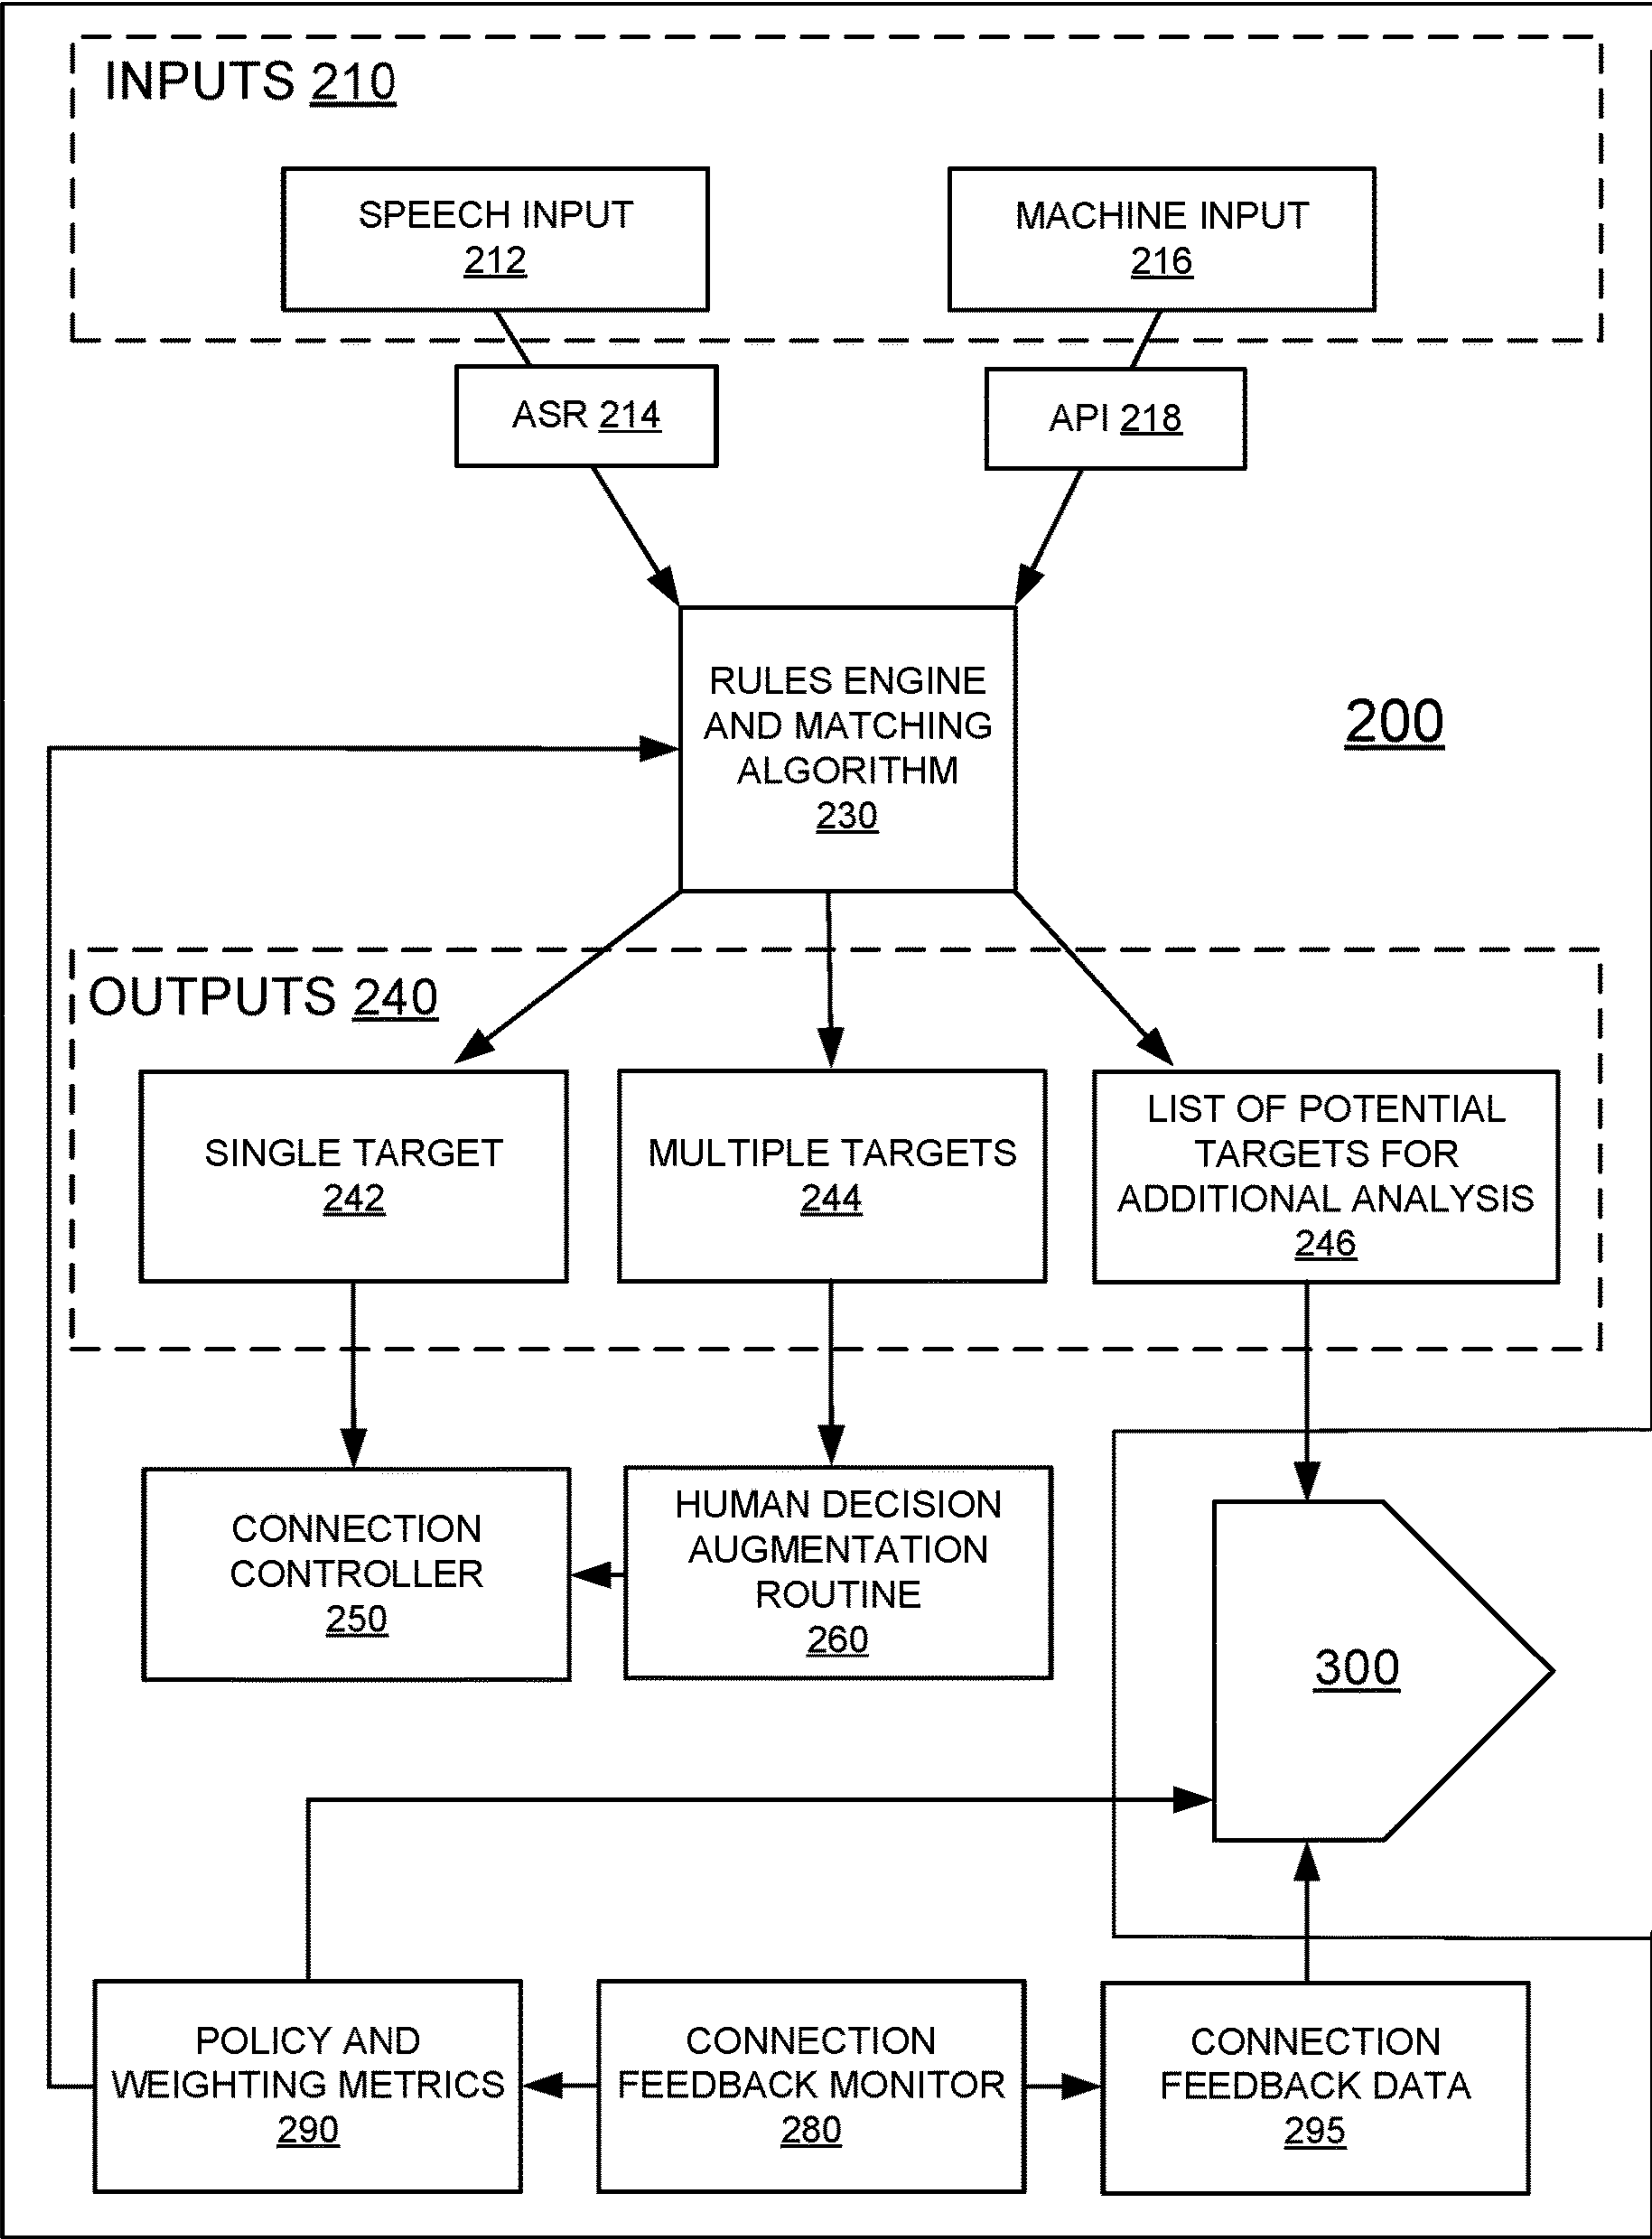 INPUTS 210
SPEECH INPUT
212
MACHINE INPUT
216
ASR 214
API 218
RULES ENGINE
AND MATCHING
ALGORITHM
230
200
OUTPUTS 240
SINGLE TARGET
242
MULTIPLE TARGETS
244
LIST OF POTENTIAL
TARGETS FOR
ADDITIONAL ANALYSIS
246
CONNECTION
CONTROLLER
250
HUMAN DECISION
AUGMENTATION
ROUTINE
260
300
POLICY AND
WEIGHTING METRICS
290
CONNECTION
FEEDBACK MONITOR
280
CONNECTION
FEEDBACK DATA
295